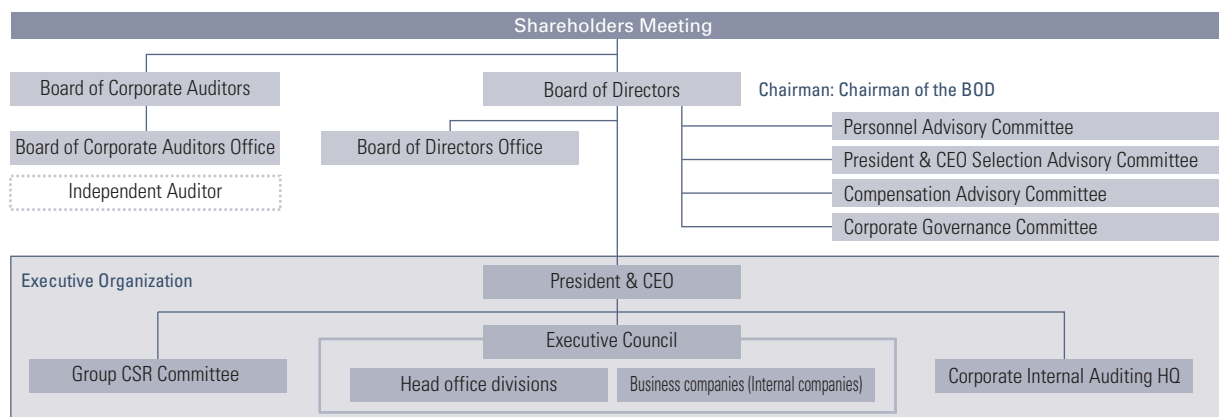 Shareholders Meeting
Board of Corporate Auditors
Board of Directors
Chairman: Chairman of the BOD
Board of Corporate Auditors Office
Board of Directors Office
Personnel Advisory Committee
President & CEO Selection Advisory Committee
Independent Auditor
Compensation Advisory Committee
Corporate Governance Committee
Executive Organization
President & CEO
Executive Council
Group CSR Committee
Head office divisions
Business companies (Internal companies)
Corporate Internal Auditing HQ